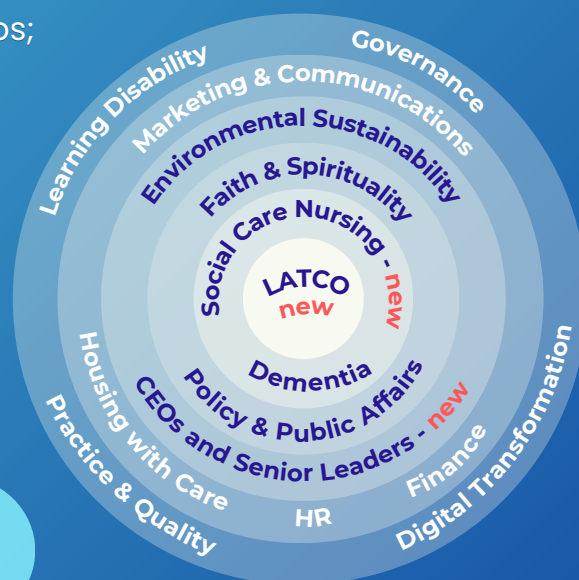 os;
Learning Disability
Governance
Marketing & Communications
Environmental Sustainability
Faith & Spirituality
Social Care Nursing - new
LATCO
new
Dementia
Policy & Public Affairs
CEOs and Senior Leaders - new
Housing with Care
HR
Finance
Practice & Quality
Digital Transformation